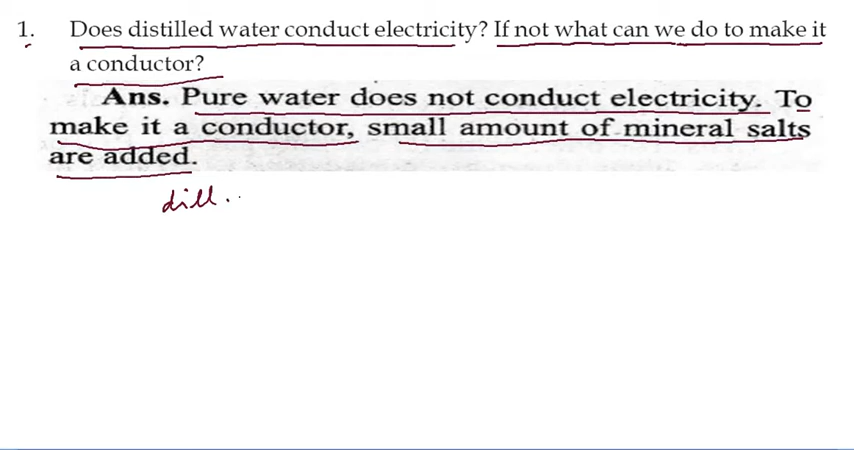 1. Does distilled water conduct electricity? If not what can we do to make it
a conductor?
Ans. Pure water does not conduct electricity. To
make it a conductor, small amount of mineral salts
are added.
dill..